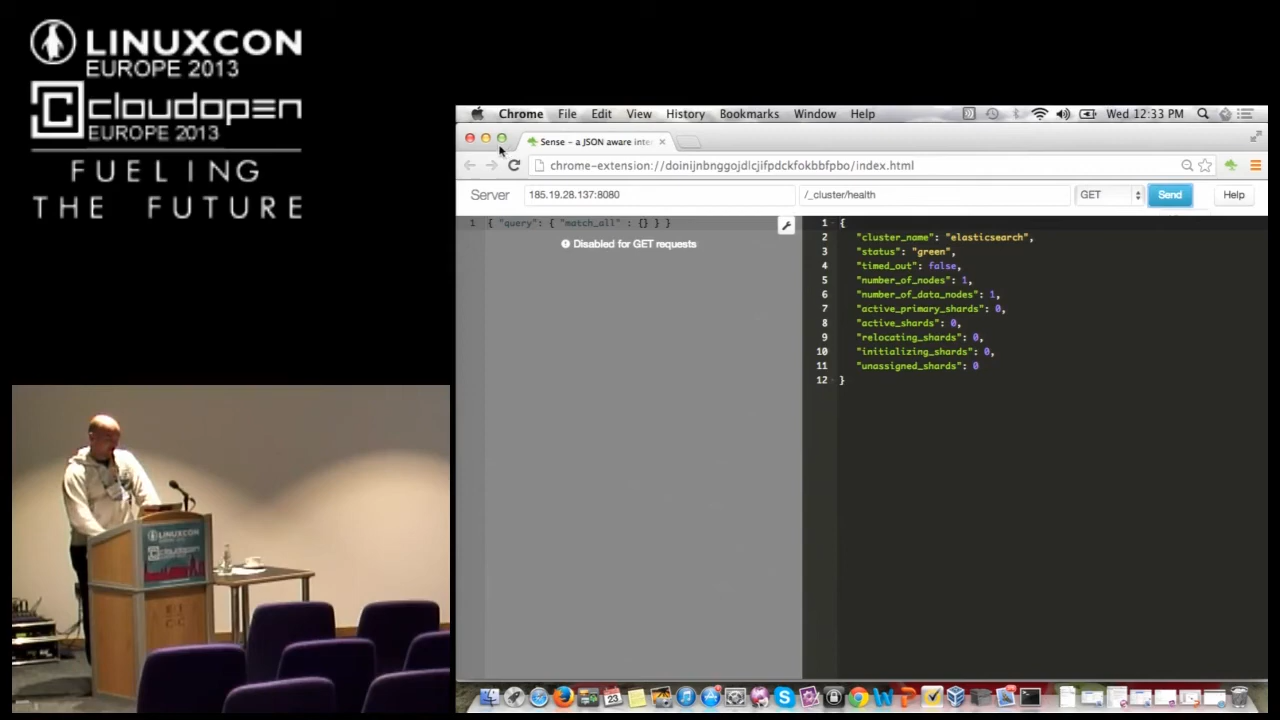 LINUXCON
EUROPE 2013
cloudopen
EUROPE 2013
FUELING
THE FUTURE
Chrome File Edit View History Bookmarks Window Help Wed 12:33 PM
Sense – a JSON aware inte
chrome-extension://doinijnbnggojdlcjifpdckfokbbfpbo/index.html
Server 185.19.28.137:8080 /_cluster/health GET Send Help
1 { "query": { "match_all" : {} } }
Disabled for GET requests
1 {
2 "cluster_name": "elasticsearch",
3 "status": "green",
4 "timed_out": false,
5 "number_of_nodes": 1,
6 "number_of_data_nodes": 1,
7 "active_primary_shards": 0,
8 "active_shards": 0,
9 "relocating_shards": 0,
10 "initializing_shards": 0,
11 "unassigned_shards": 0
12 }
LINUXCON
cloudopen
23